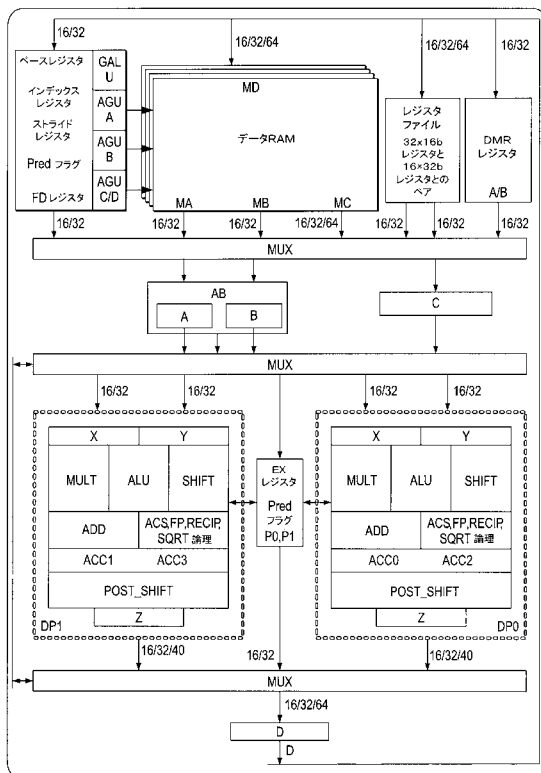 16/32
16/32/64
16/32/64
16/32
ベースレジスタ
インデックス
レジスタ
ストライド
レジスタ
Pred フラグ
FDレジスタ
GAL
U
AGU
A
AGU
B
AGU
C/D
MD
データRAM
MA
MB
MC
レジスタ
ファイル
32x16b
レジスタと
16×32b
レジスタとの
ペア
DMR
レジスタ
A/B
16/32
16/32
16/32
16/32/64
16/32
16/32
16/32
MUX
AB
A
B
C
MUX
16/32
16/32
16/32
16/32
X
Y
MULT
ALU
SHIFT
ADD
ACS,FP,RECIP,
SQRT 論理
ACC1
ACC3
POST_SHIFT
Z
DP1
EX
レジスタ
Pred
フラグ
P0,P1
X
Y
MULT
ALU
SHIFT
ADD
ACS,FP,RECIP,
SQRT 論理
ACC0
ACC2
POST_SHIFT
Z
DP0
16/32/40
16/32
16/32/40
MUX
16/32/64
D
D